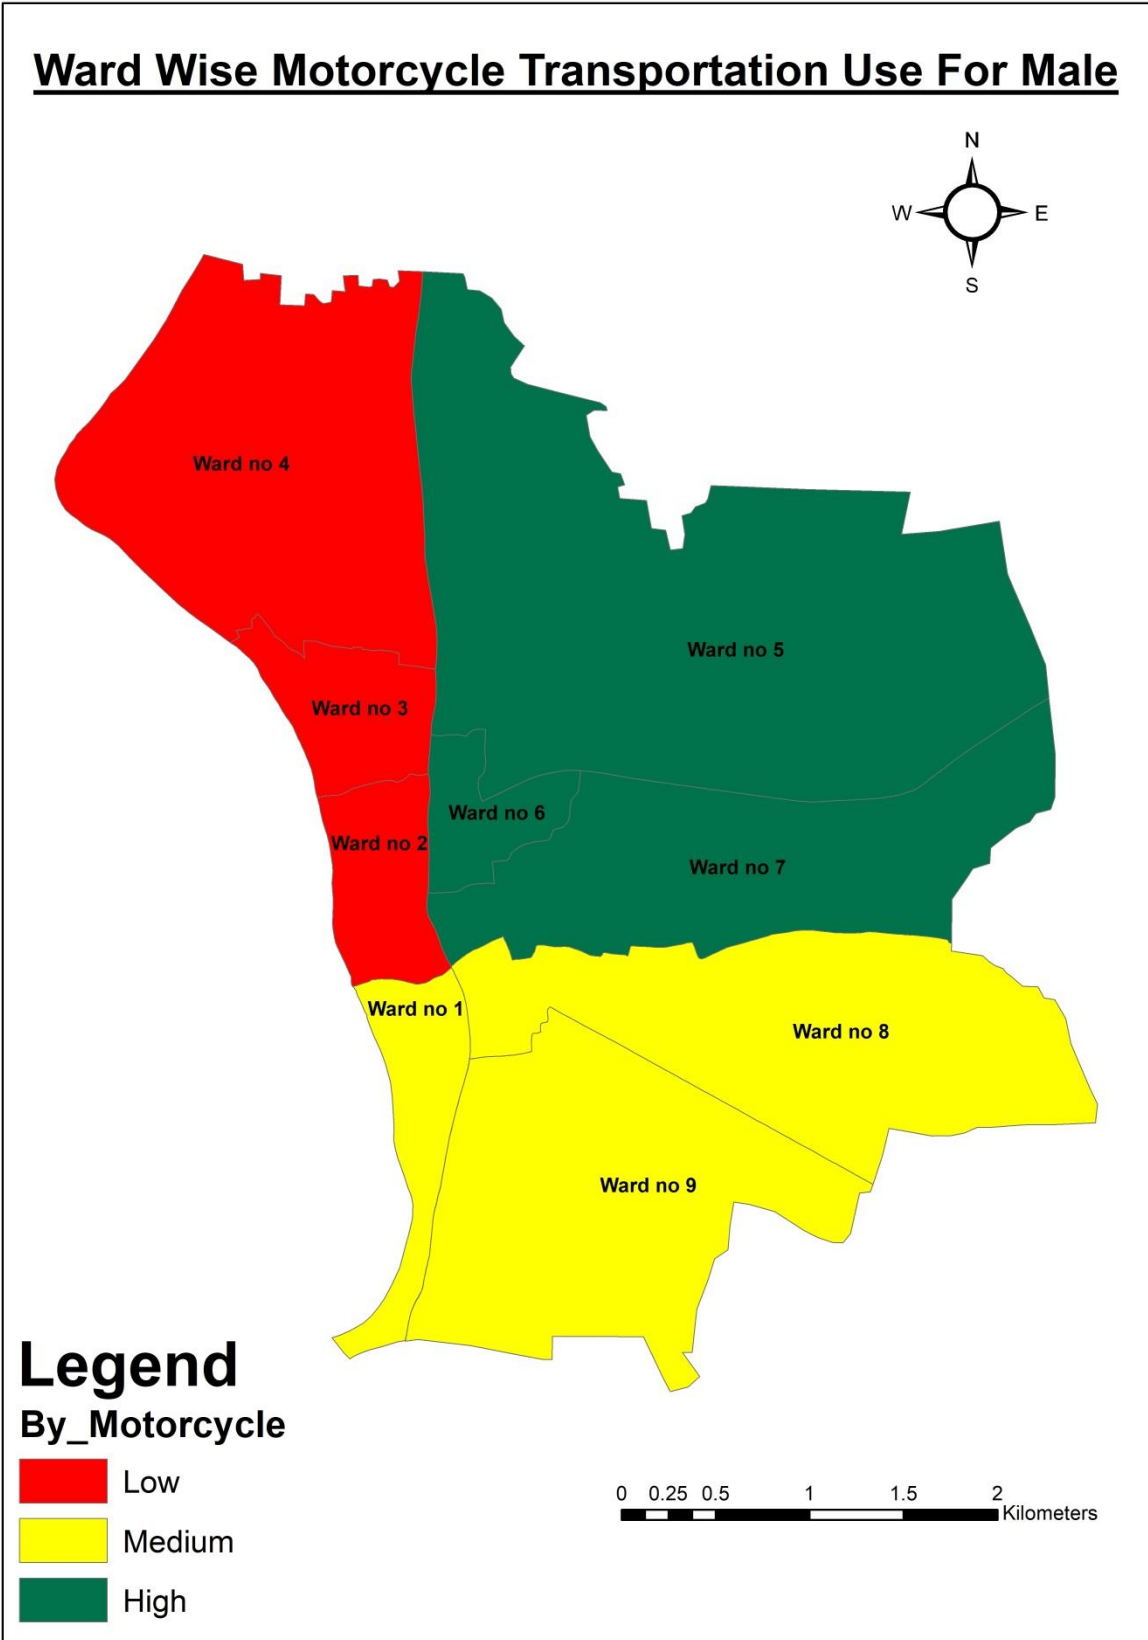 Ward Wise Motorcycle Transportation Use For Male
N
W E
S
Ward no 4
Ward no 5
Ward no 3
Ward no 6
Ward no 2
Ward no 7
Ward no 1
Ward no 8
Ward no 9
Legend
By_Motorcycle
Low
Medium
High
0 0.25 0.5 1 1.5 2
Kilometers